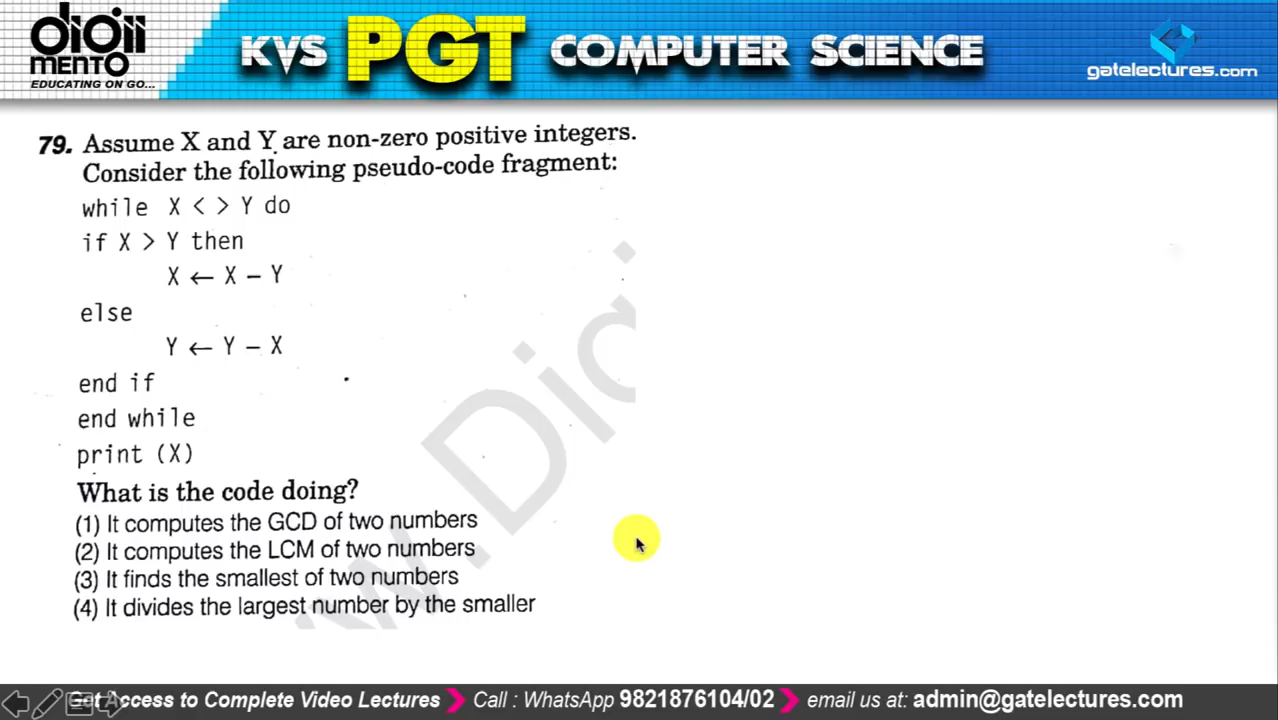 digii
MENTO
EDUCATING ON GO...
KVS PGT COMPUTER SCIENCE
gatelectures.com
79. Assume X and Y are non-zero positive integers.
Consider the following pseudo-code fragment:
while X < > Y do
if X > Y then
X ← X – Y
else
Y ← Y – X
end if
end while
print (X)
What is the code doing?
(1) It computes the GCD of two numbers
(2) It computes the LCM of two numbers
(3) It finds the smallest of two numbers
(4) It divides the largest number by the smaller
w.Digi
Get Access to Complete Video Lectures
Call : WhatsApp 9821876104/02
email us at: admin@gatelectures.com